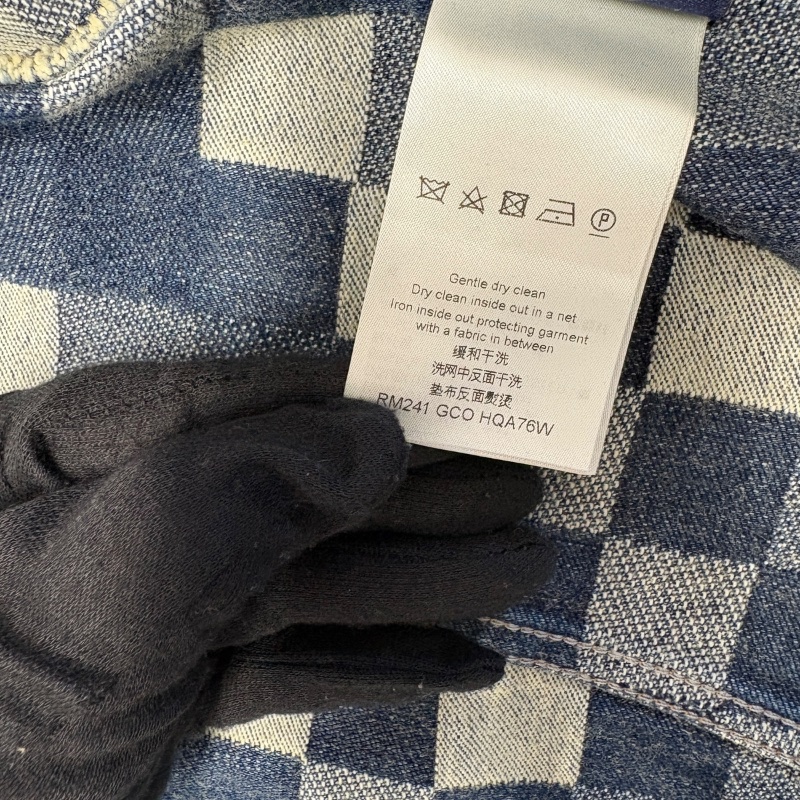 P
Gentle dry clean
Dry clean inside out in a net
Iron inside out protecting garment
with a fabric in between
缓和干洗
洗网中反面干洗
垫布反面熨烫
RM241 GCO HQA76W